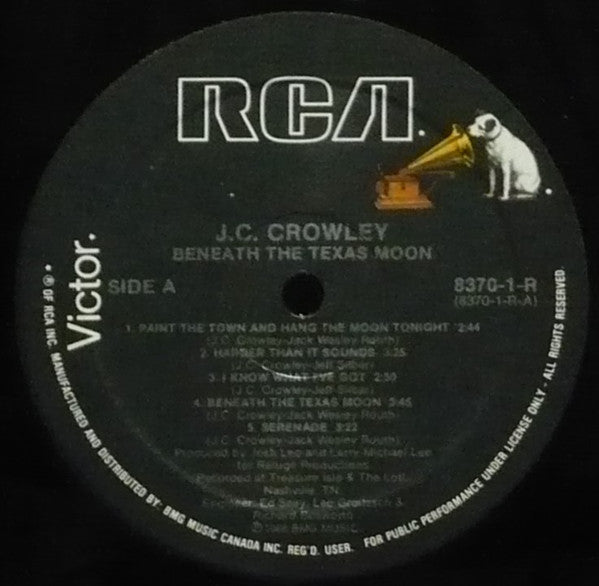 RCA.
Victor.
J.C. CROWLEY
BENEATH THE TEXAS MOON
SIDE A
8370-1-R
(8370-1-R-A)
1. PAINT THE TOWN AND HANG THE MOON TONIGHT 2:44
(J.C. Crowley-Jack Wesley Routh)
2. HARDER THAN IT SOUNDS 3:25
(J.C. Crowley-Jeff Silbar)
3. I KNOW WHAT I'VE GOT 2:39
(J.C. Crowley-Jeff Silbar)
4. BENEATH THE TEXAS MOON 3:45
(J.C. Crowley-Jack Wesley Routh)
5. SERENADE 3:22
(J.C. Crowley-Jack Wesley Routh)
Produced by Josh Leo and Larry Michael Lee
for Refuge Productions
Recorded at Treasure Isle & The Loft,
Nashville, TN.
Ⓟ 1988 BMG MUSIC
• ® OF RCA INC. MANUFACTURED AND DISTRIBUTED BY: BMG MUSIC CANADA INC. REG'D. USER. FOR PUBLIC PERFORMANCE UNDER LICENSE ONLY - ALL RIGHTS RESERVED